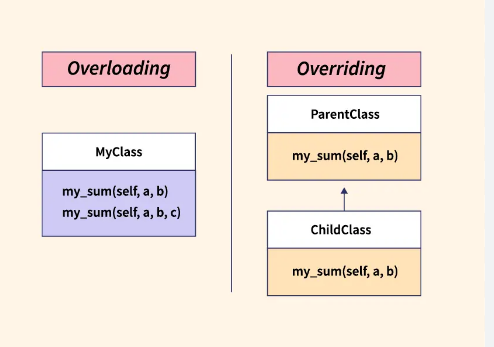 Overloading
MyClass
my_sum(self, a, b)
my_sum(self, a, b, c)
Overriding
ParentClass
my_sum(self, a, b)
ChildClass
my_sum(self, a, b)